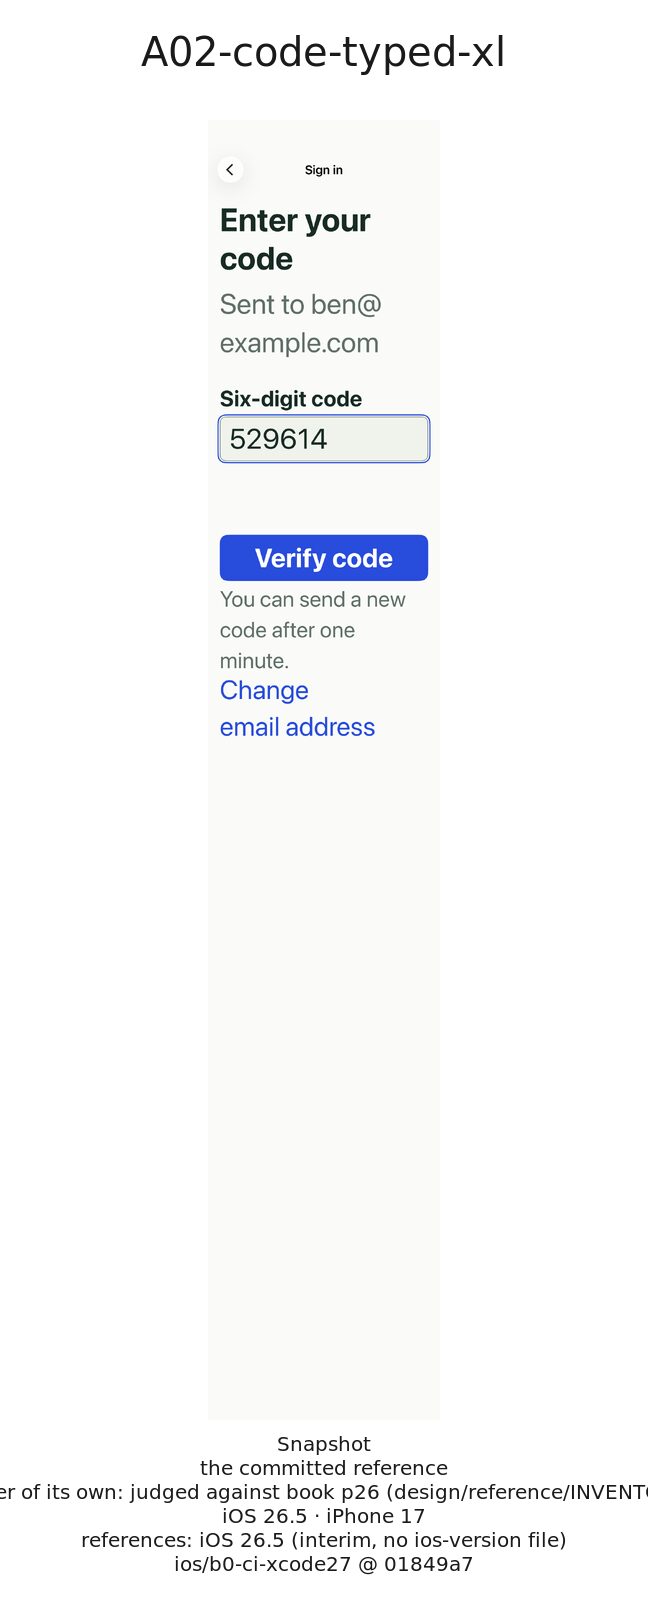 A02-code-typed-xl
Sign in
Enter your
code
Sent to ben@
example.com
Six-digit code
529614
Verify code
You can send a new
code after one
minute.
Change
email address
Snapshot
the committed reference
of its own: judged against book p26 (design/reference/
iOS 26.5 · iPhone 17
references: iOS 26.5 (interim, no ios-version file)
ios/b0-ci-xcode27 @ 01849a7